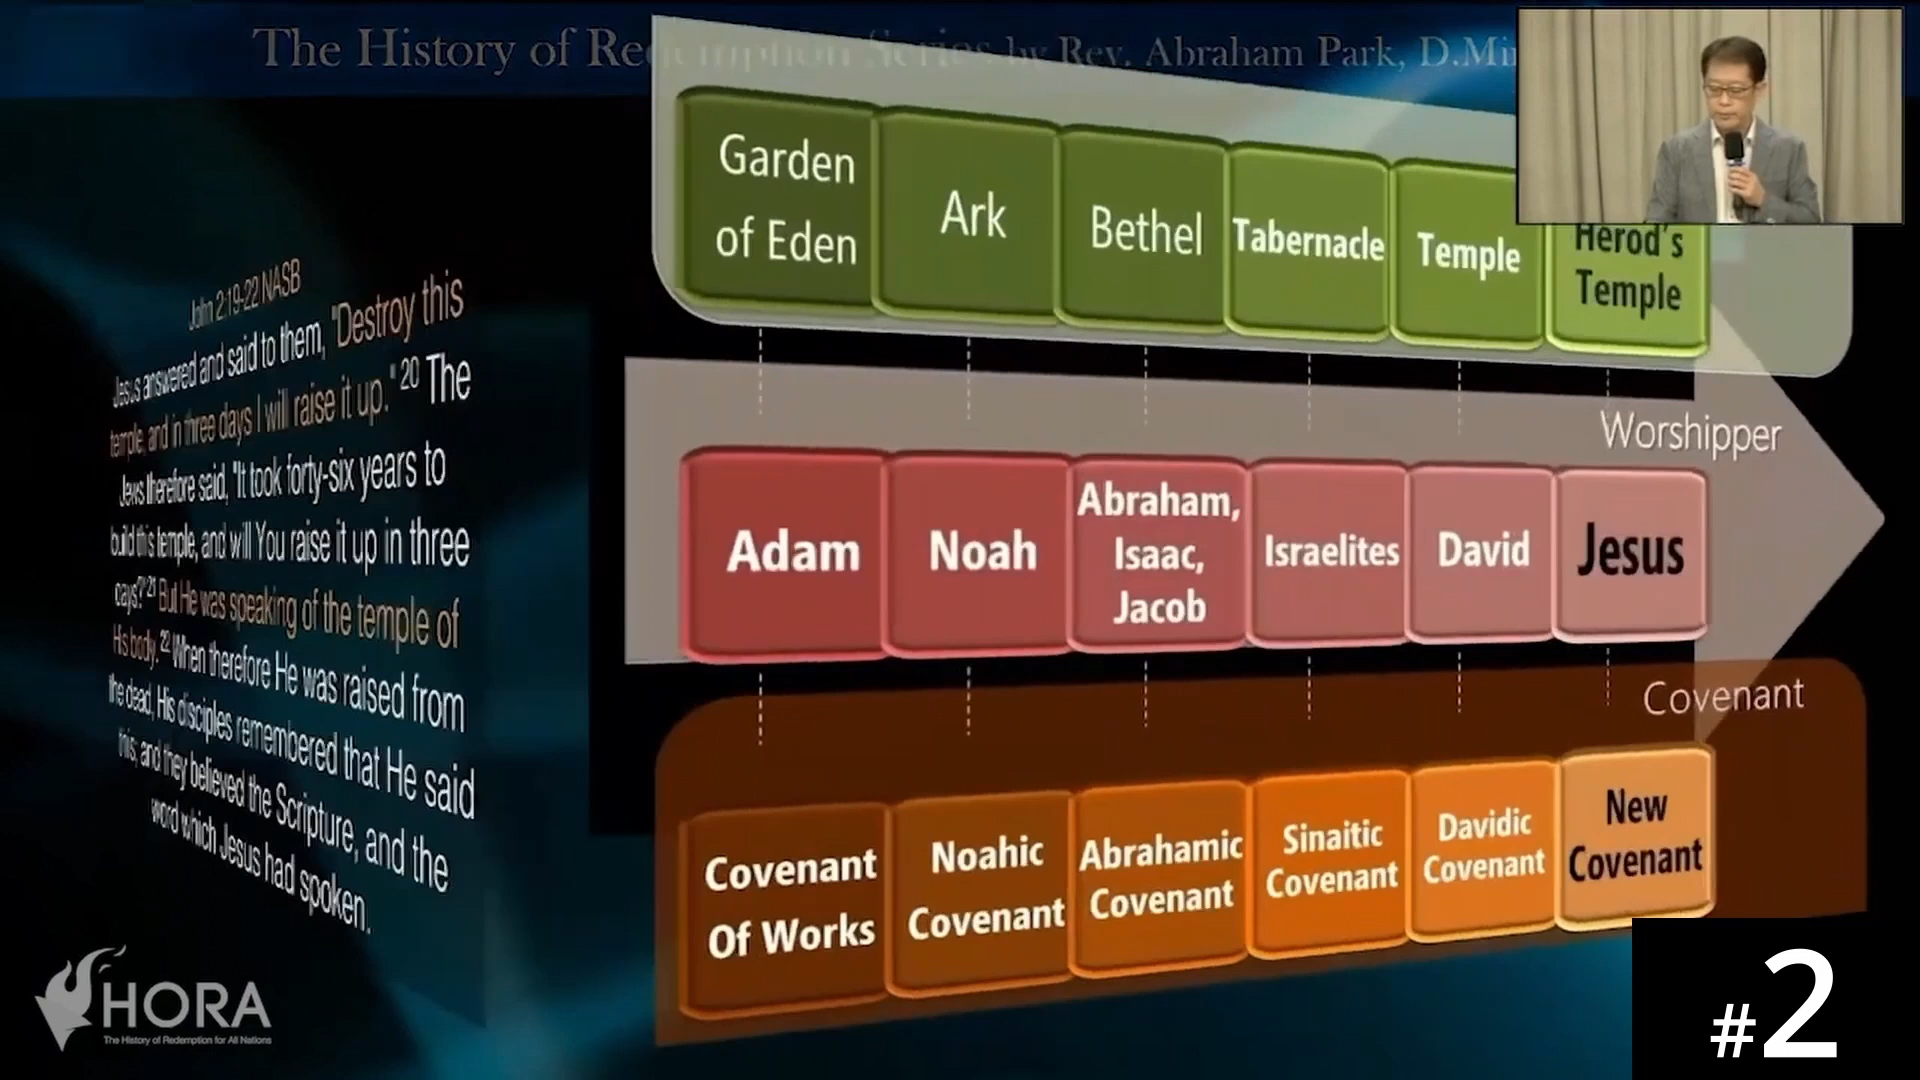 The History of Redemption Series by Rev. Abraham Park, D.Min
John 2:19-22 NASB
Jesus answered and said to them, "Destroy this
temple, and in three days I will raise it up." 20 The
Jews therefore said, "It took forty-six years to
build this temple, and will You raise it up in three
days?" 21 But He was speaking of the temple of
His body. 22 When therefore He was raised from
the dead, His disciples remembered that He said
this; and they believed the Scripture, and the
word which Jesus had spoken.
Garden
of Eden
Ark
Bethel
Tabernacle
Temple
Herod's
Temple
Worshipper
Adam
Noah
Abraham,
Isaac,
Jacob
Israelites
David
Jesus
Covenant
Covenant
Of Works
Noahic
Covenant
Abrahamic
Covenant
Sinaitic
Covenant
Davidic
Covenant
New
Covenant
HORA
The History of Redemption for All Nations
#2